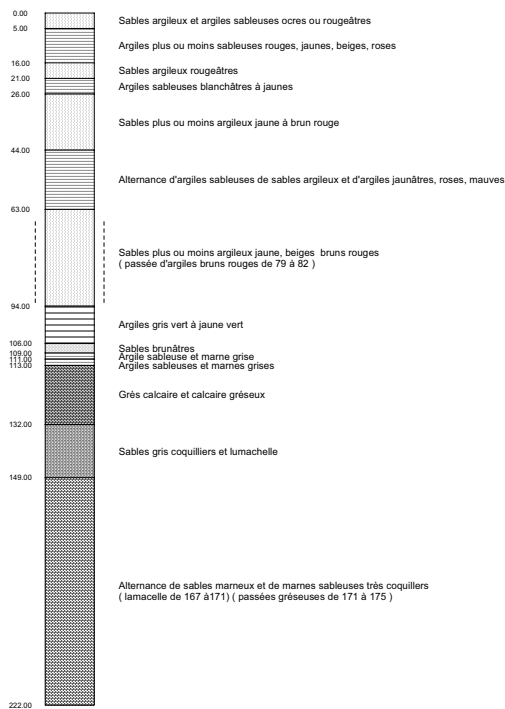 0.00
Sables argileux et argiles sableuses ocres ou rougeâtres
5.00
Argiles plus ou moins sableuses rouges, jaunes, beiges, roses
16.00
Sables argileux rougeâtres
21.00
Argiles sableuses blanchâtres à jaunes
26.00
Sables plus ou moins argileux jaune à brun rouge
44.00
Alternance d'argiles sableuses de sables argileux et d'argiles jaunâtres, roses, mauves
63.00
Sables plus ou moins argileux jaune, beiges bruns rouges
( passée d'argiles bruns rouges de 79 à 82 )
94.00
Argiles gris vert à jaune vert
106.00
Sables brunâtres
109.00
Argile sableuse et marne grise
111.00
Argiles sableuses et marnes grises
113.00
Grès calcaire et calcaire gréseux
132.00
Sables gris coquilliers et lumachelle
149.00
Alternance de sables marneux et de marnes sableuses très coquillers
( lamacelle de 167 à171) ( passées gréseuses de 171 à 175 )
222.00